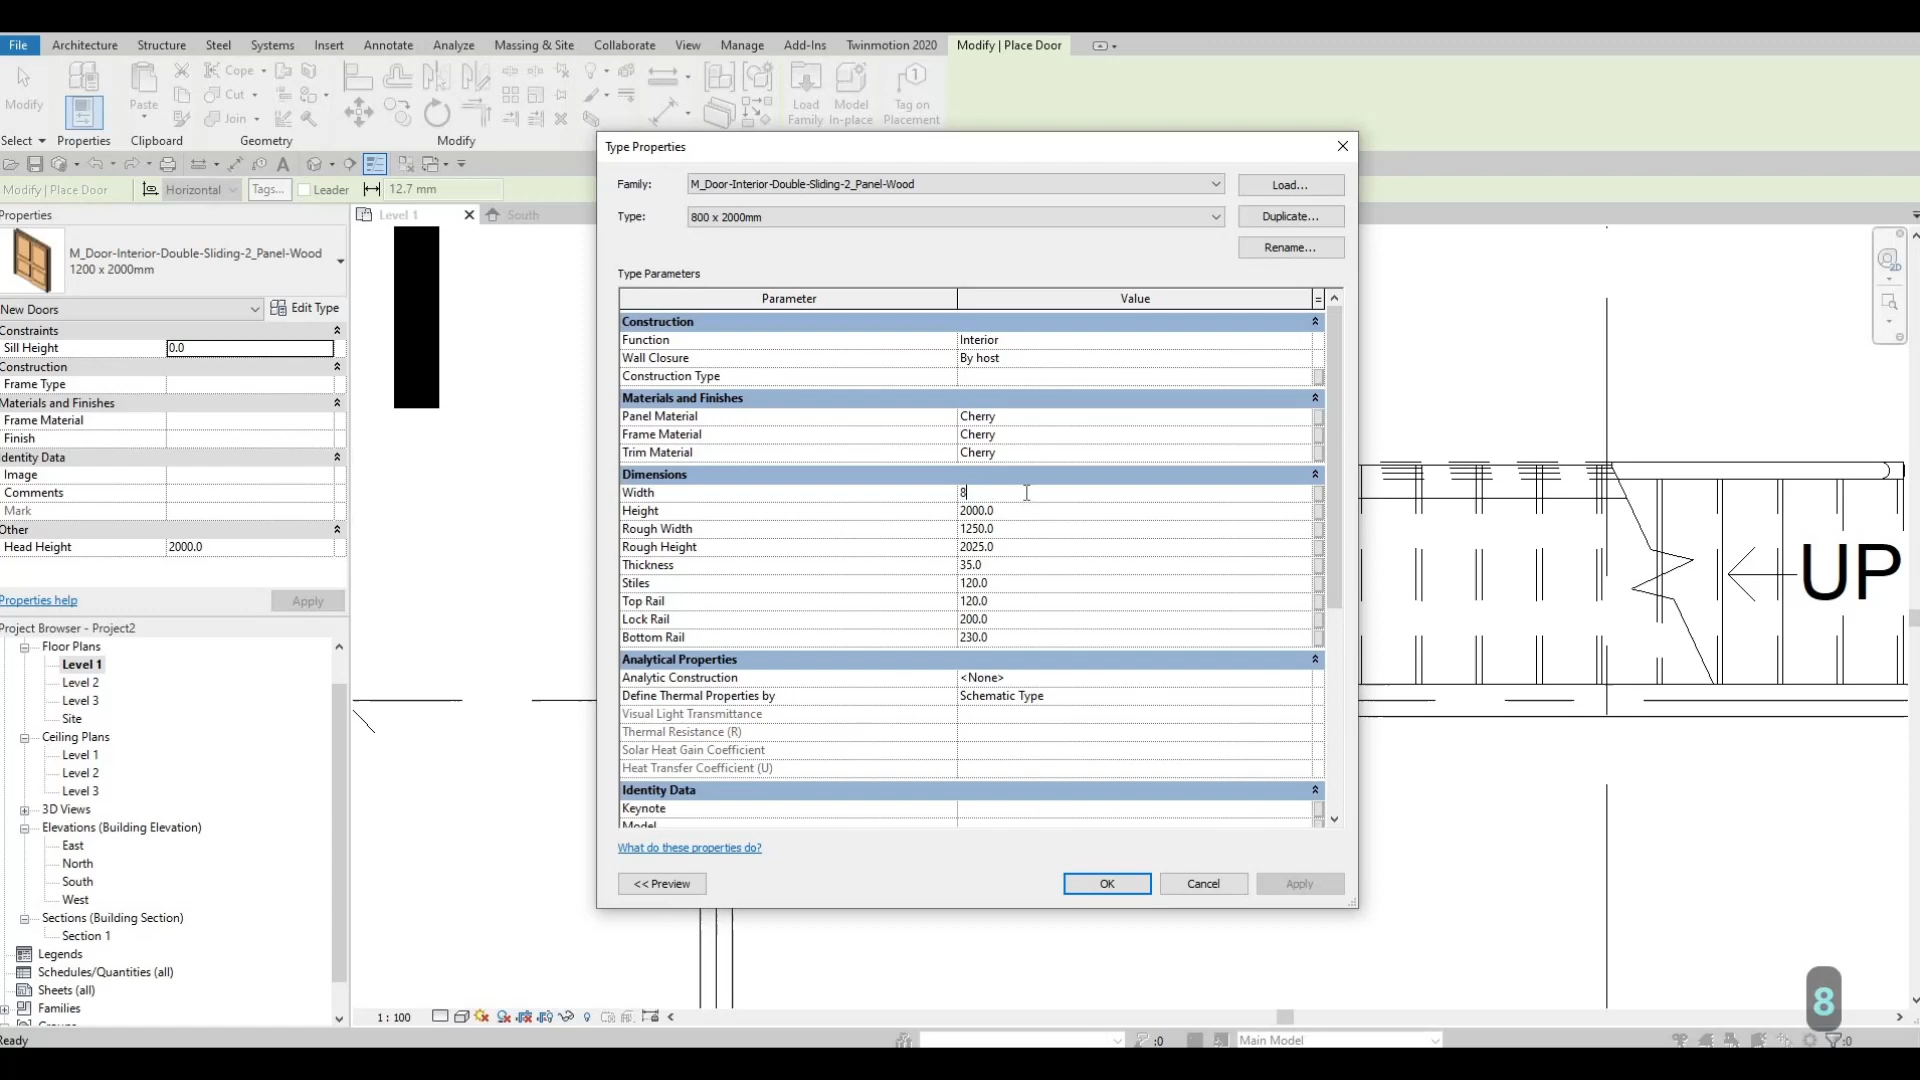 File Architecture Structure Steel Systems Insert Annotate Analyze Massing & Site Collaborate View Manage Add-Ins Twinmotion 2020 Modify | Place Door
Modify
Paste
Cope
Cut
Join
Load Family
Model In-place
Tag on Placement
Select Properties Clipboard Geometry Modify
Modify | Place Door Horizontal Tags... Leader 12.7 mm
Properties
M_Door-Interior-Double-Sliding-2_Panel-Wood
1200 x 2000mm
New Doors Edit Type
Constraints
Sill Height 0.0
Construction
Frame Type
Materials and Finishes
Frame Material
Finish
Identity Data
Image
Comments
Mark
Other
Head Height 2000.0
Properties help Apply
Project Browser - Project2
Floor Plans
Level 1
Level 2
Level 3
Site
Ceiling Plans
Level 1
Level 2
Level 3
3D Views
Elevations (Building Elevation)
East
North
South
West
Sections (Building Section)
Section 1
Legends
Schedules/Quantities (all)
Sheets (all)
Families
Level 1 South
Type Properties
Family: M_Door-Interior-Double-Sliding-2_Panel-Wood Load...
Type: 800 x 2000mm Duplicate...
Rename...
Type Parameters
Parameter Value =
Construction
Function Interior
Wall Closure By host
Construction Type
Materials and Finishes
Panel Material Cherry
Frame Material Cherry
Trim Material Cherry
Dimensions
Width 8
Height 2000.0
Rough Width 1250.0
Rough Height 2025.0
Thickness 35.0
Stiles 120.0
Top Rail 120.0
Lock Rail 200.0
Bottom Rail 230.0
Analytical Properties
Analytic Construction <None>
Define Thermal Properties by Schematic Type
Visual Light Transmittance
Thermal Resistance (R)
Solar Heat Gain Coefficient
Heat Transfer Coefficient (U)
Identity Data
Keynote
Model
What do these properties do?
<< Preview OK Cancel Apply
UP
2D
8
1 : 100
Ready :0 Main Model :0